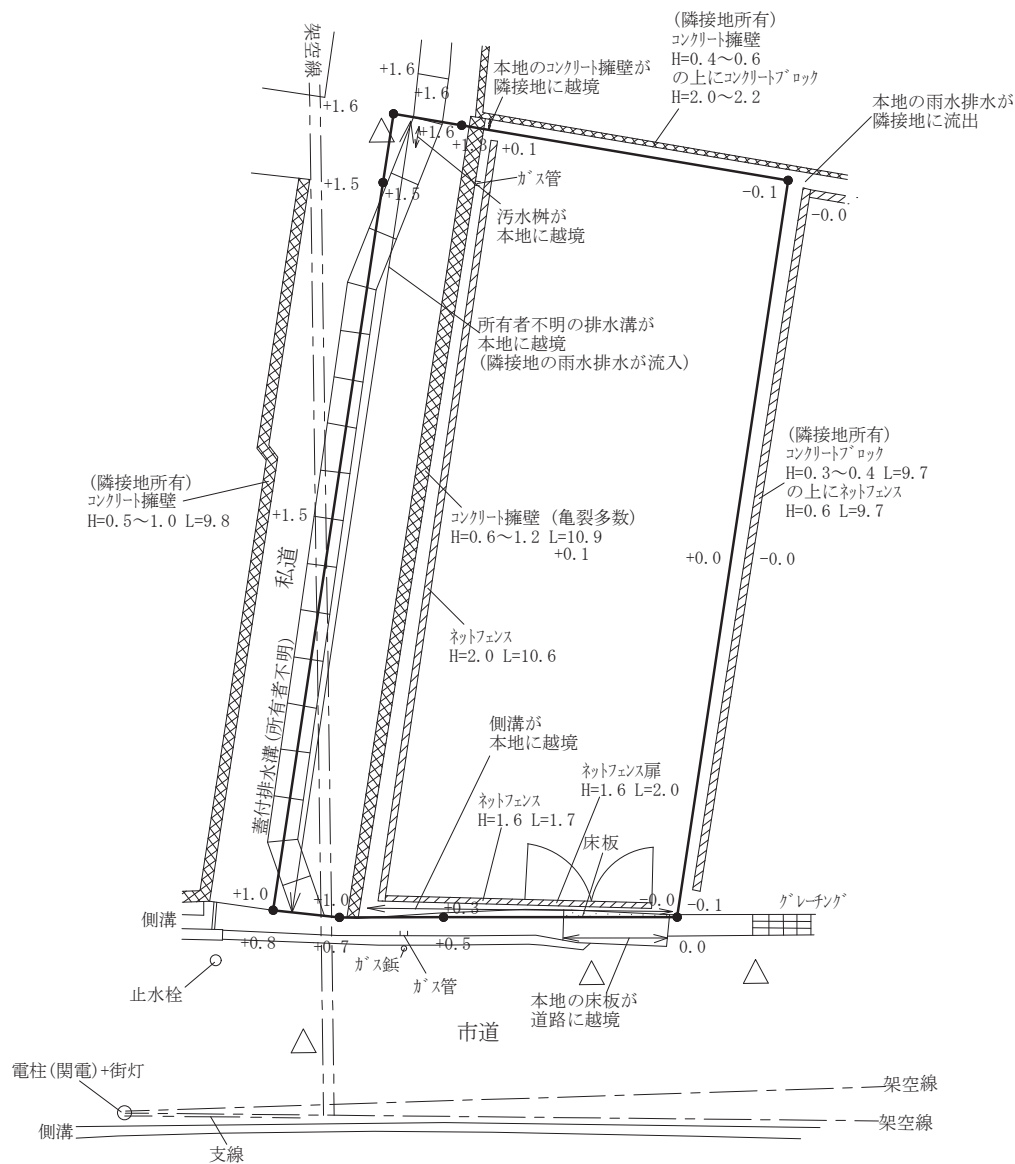 架空線
(隣接地所有)
ｺﾝｸﾘｰﾄ擁壁
H=0.4～0.6
の上にｺﾝｸﾘｰﾄﾌﾞﾛｯｸ
H=2.0～2.2
本地のｺﾝｸﾘｰﾄ擁壁が
隣接地に越境
本地の雨水排水が
隣接地に流出
+1.6
+1.6
+1.6
+1.6
+1.3
+0.1
-0.1
-0.0
+1.5
+1.5
ｶﾞｽ管
汚水桝が
本地に越境
所有者不明の排水溝が
本地に越境
(隣接地の雨水排水が流入)
(隣接地所有)
ｺﾝｸﾘｰﾄﾌﾞﾛｯｸ
H=0.3～0.4 L=9.7
の上にﾈｯﾄﾌｪﾝｽ
H=0.6 L=9.7
(隣接地所有)
ｺﾝｸﾘｰﾄ擁壁
H=0.5～1.0 L=9.8
+1.5
ｺﾝｸﾘｰﾄ擁壁 (亀裂多数)
H=0.6～1.2 L=10.9
+0.1
+0.0
-0.0
私道
ﾈｯﾄﾌｪﾝｽ
H=2.0 L=10.6
蓋付排水溝(所有者不明)
側溝が
本地に越境
ﾈｯﾄﾌｪﾝｽ扉
H=1.6 L=2.0
ﾈｯﾄﾌｪﾝｽ
H=1.6 L=1.7
床板
+1.0
+1.0
+0.3
-0.0
-0.1
ｸﾞﾚｰﾁﾝｸﾞ
側溝
+0.8
+0.7
+0.5
0.0
ｶﾞｽ鋲
ｶﾞｽ管
止水栓
本地の床板が
道路に越境
市道
電柱(関電)+街灯
架空線
架空線
側溝
支線